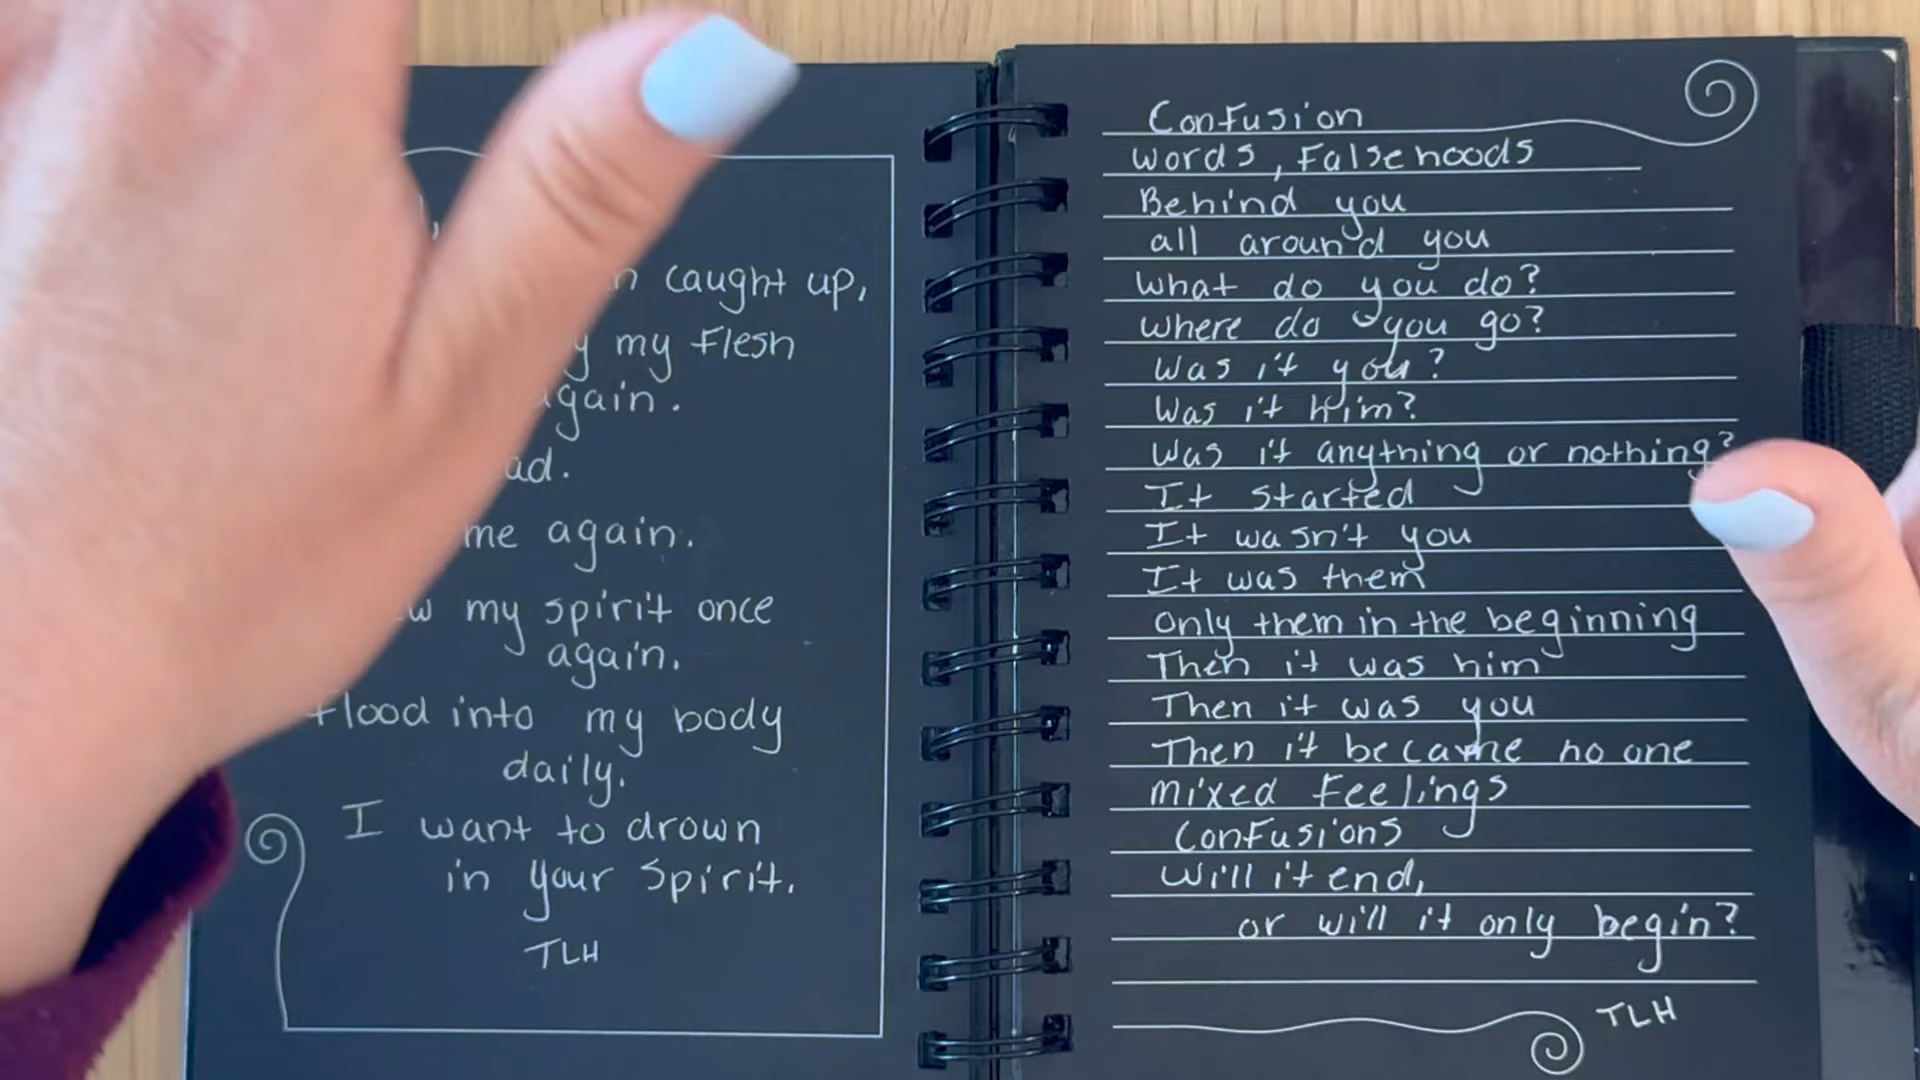 caught up,
my Flesh
again.
me again.
my spirit once
again.
flood into my body
daily.
I want to drown
in your Spirit.
TLH
Confusion
words, Falsehoods
Behind you
all around you
What do you do?
Where do you go?
Was it you?
Was it him?
Was it anything or nothing?
It started
It wasn't you
It was them
only them in the beginning
Then it was him
Then it was you
Then it became no one
mixed Feelings
Confusions
Will it end,
or will it only begin?
TLH